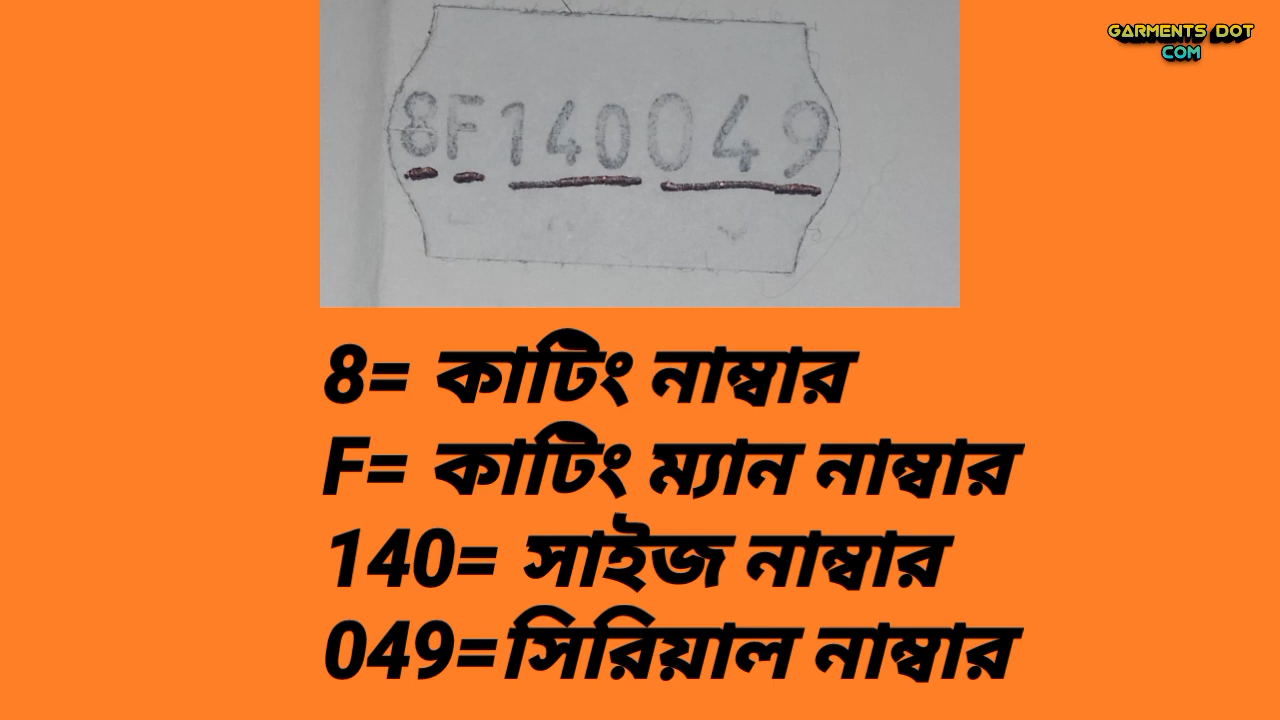 GARMENTS DOT
COM
8F140049
8= কাটিং নাম্বার
F= কাটিং ম্যান নাম্বার
140= সাইজ নাম্বার
049=সিরিয়াল নাম্বার